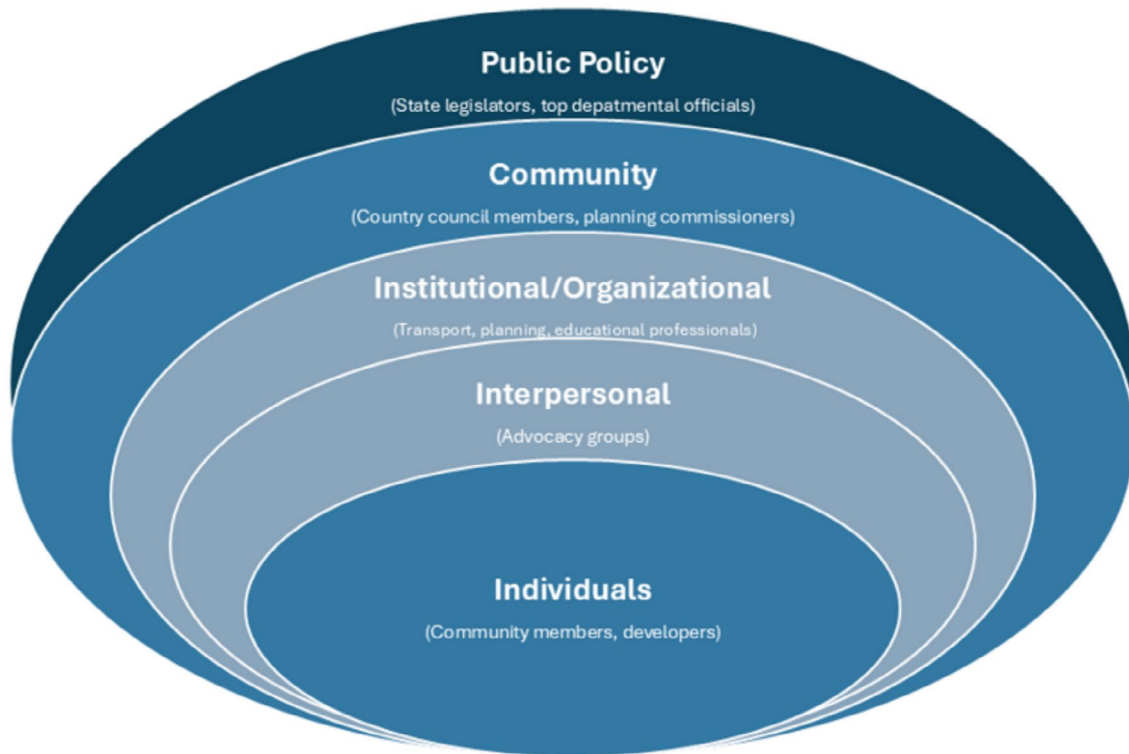 Public Policy
(State legislators, top depatmental officials)
Community
(Country council members, planning commissioners)
Institutional/Organizational
(Transport, planning, educational professionals)
Interpersonal
(Advocacy groups)
Individuals
(Community members, developers)